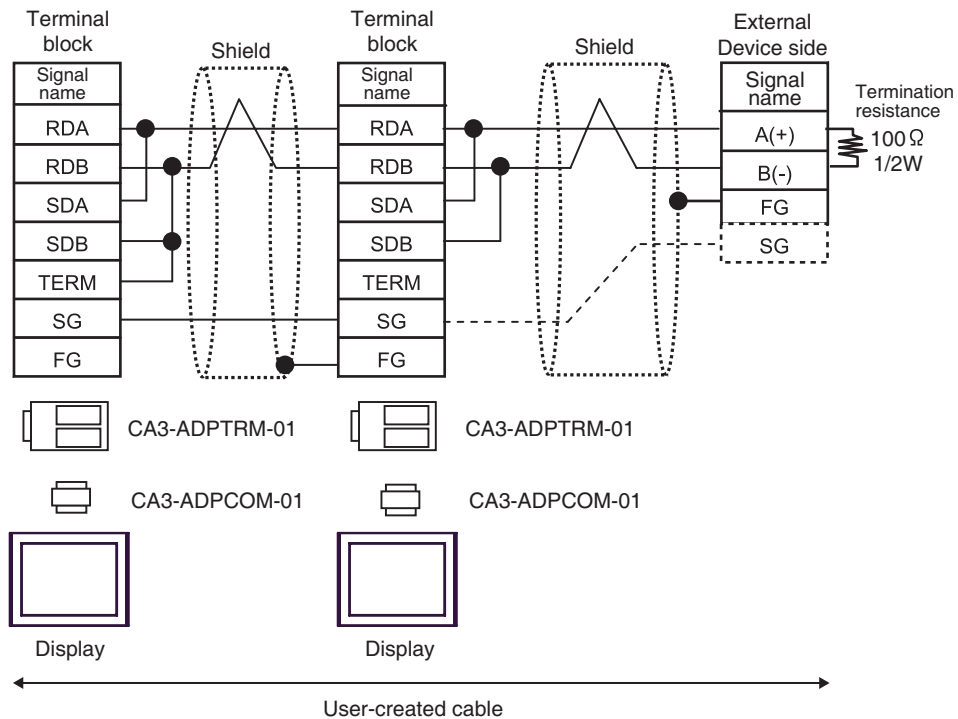 Terminal
block
Shield
Terminal
block
Shield
External
Device side
Signal
name
RDA
RDB
SDA
SDB
TERM
SG
FG
Signal
name
RDA
RDB
SDA
SDB
TERM
SG
FG
Signal
name
A(+)
B(-)
FG
SG
Termination
resistance
100 Ω
1/2W
CA3-ADPTRM-01
CA3-ADPTRM-01
CA3-ADPCOM-01
CA3-ADPCOM-01
Display
Display
User-created cable